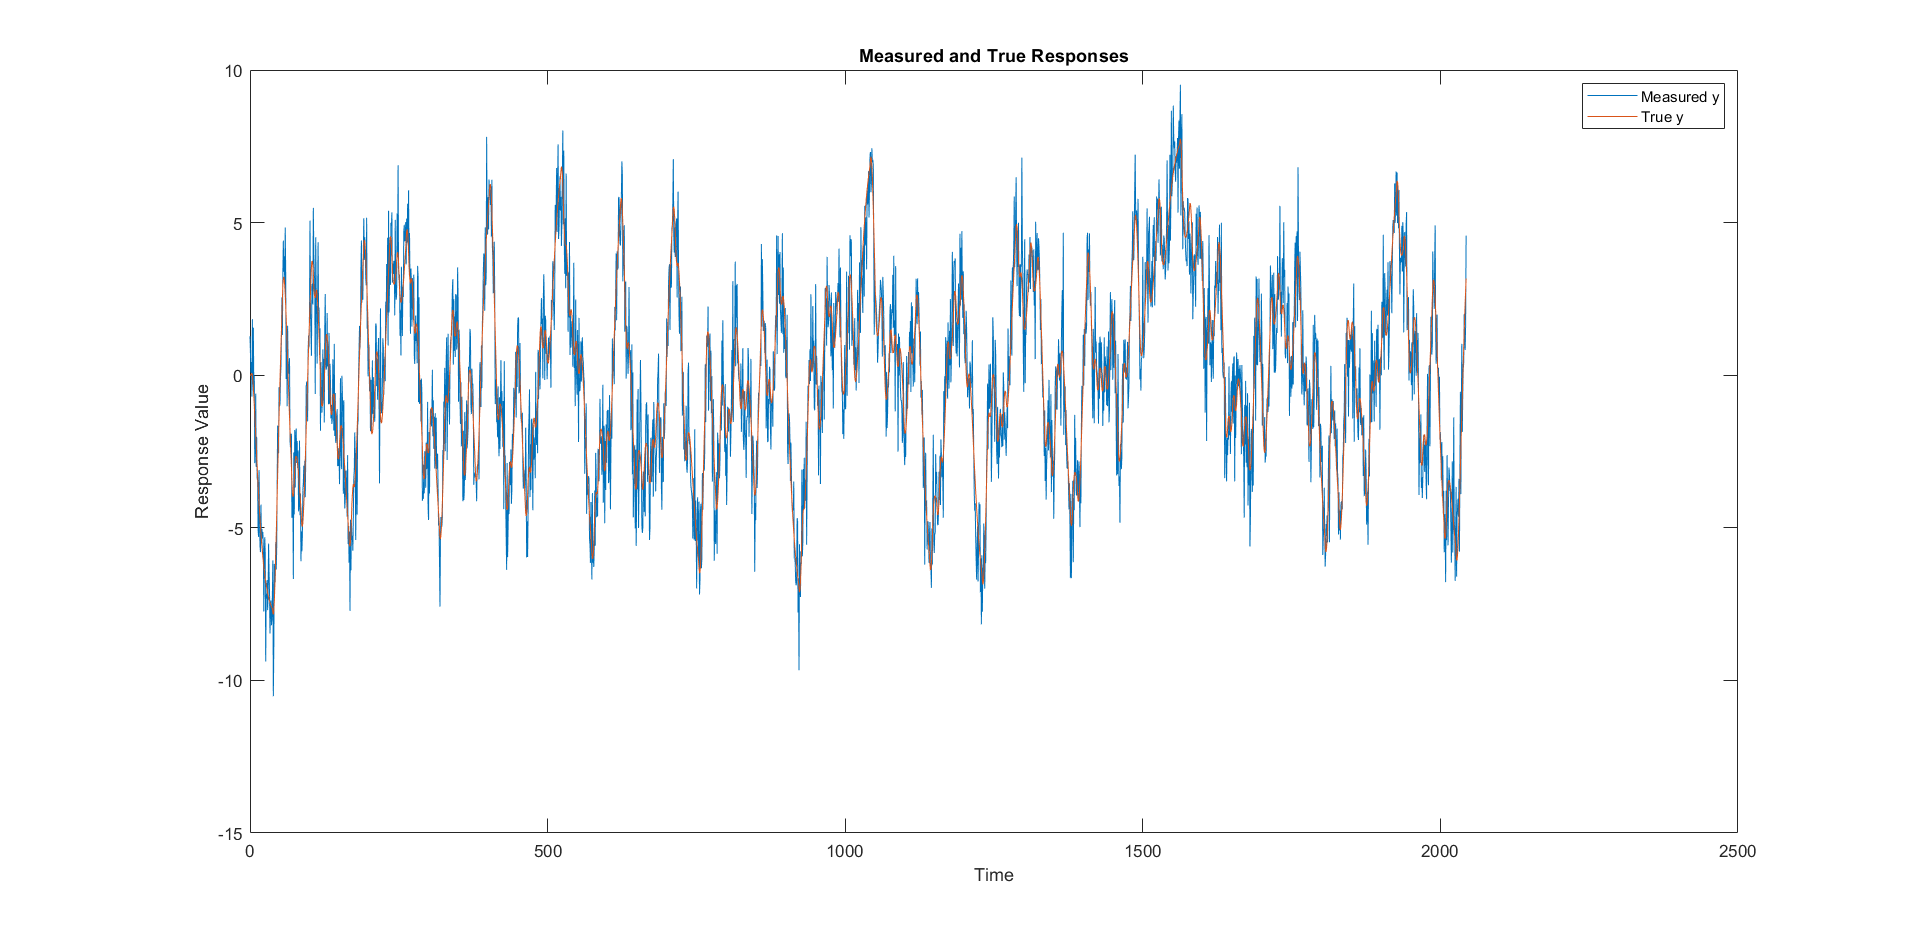 Measured and True Responses
10
5
0
-5
-10
-15
Response Value
0 500 1000 1500 2000 2500
Time
Measured y
True y